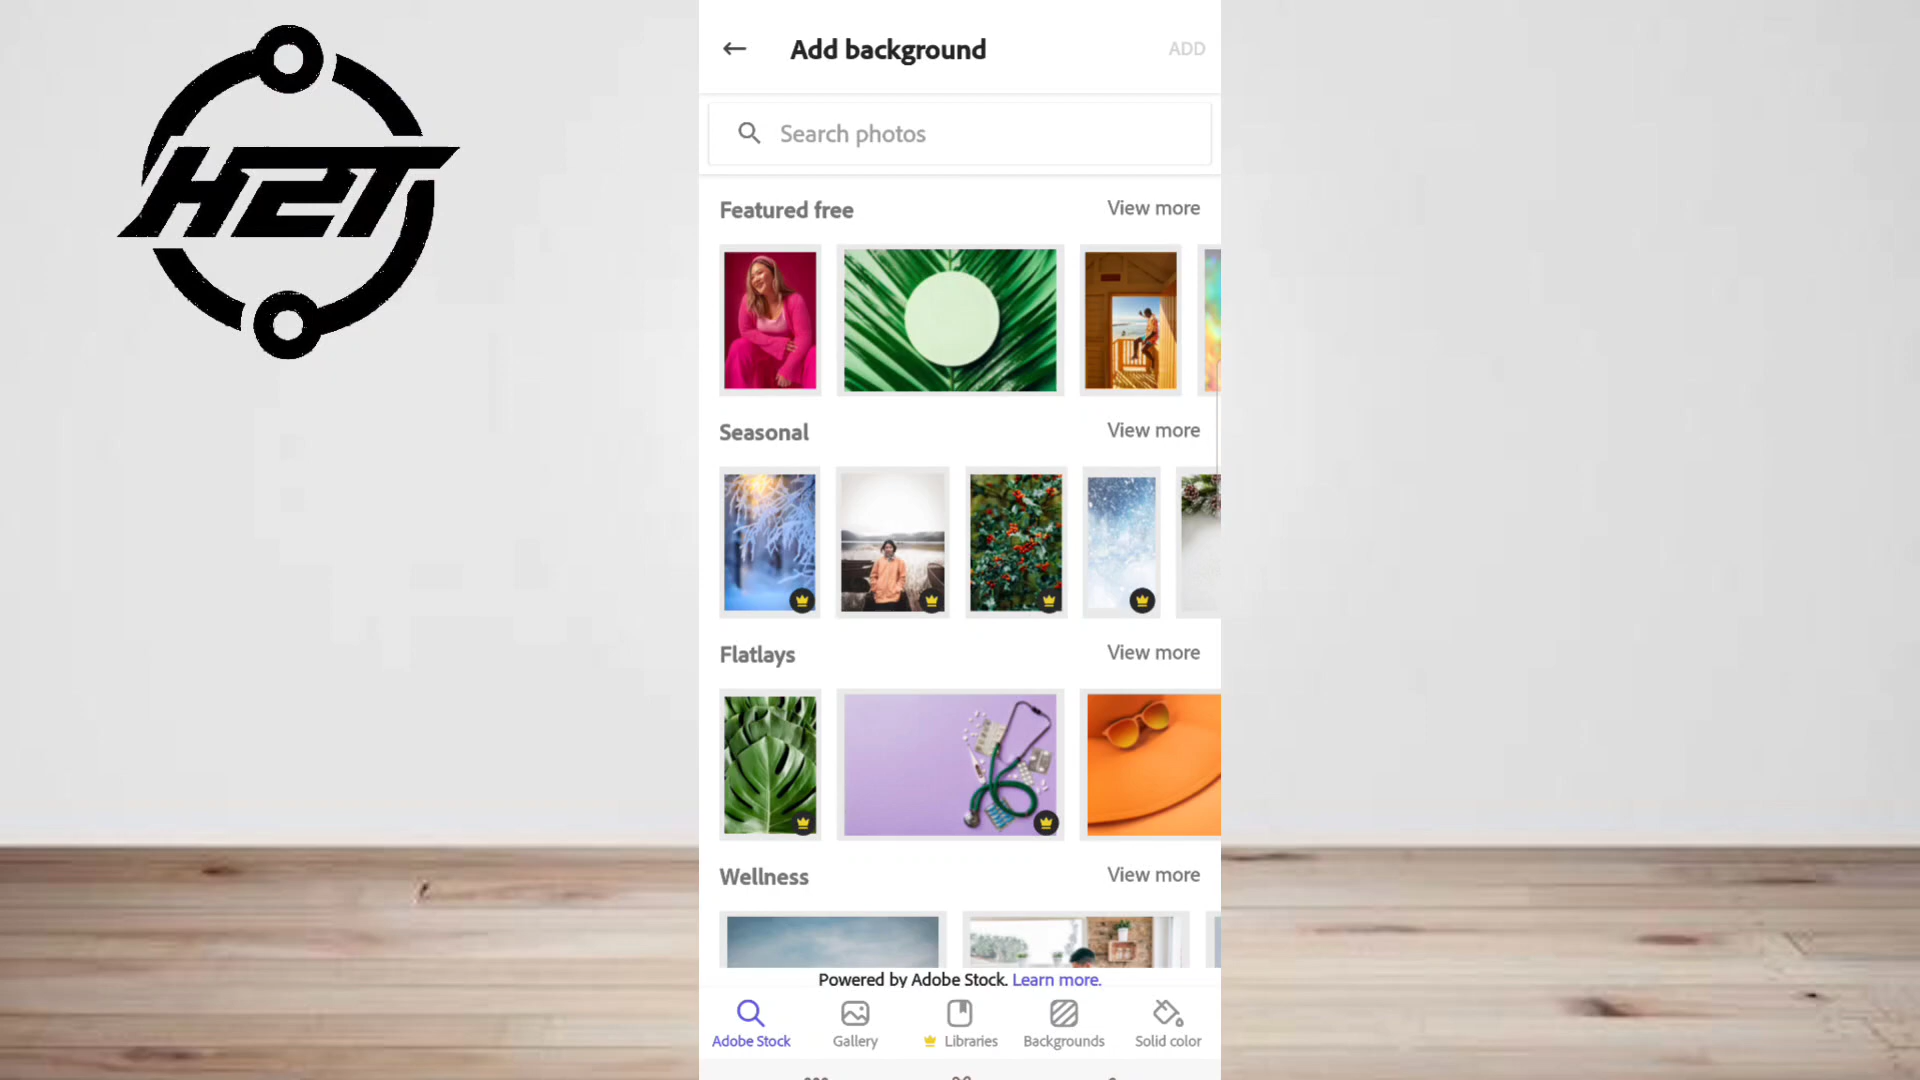 H2T
Add background
ADD
Search photos
Featured free
View more
Seasonal
View more
Flatlays
View more
Wellness
View more
Powered by Adobe Stock. Learn more.
Adobe Stock
Gallery
Libraries
Backgrounds
Solid color